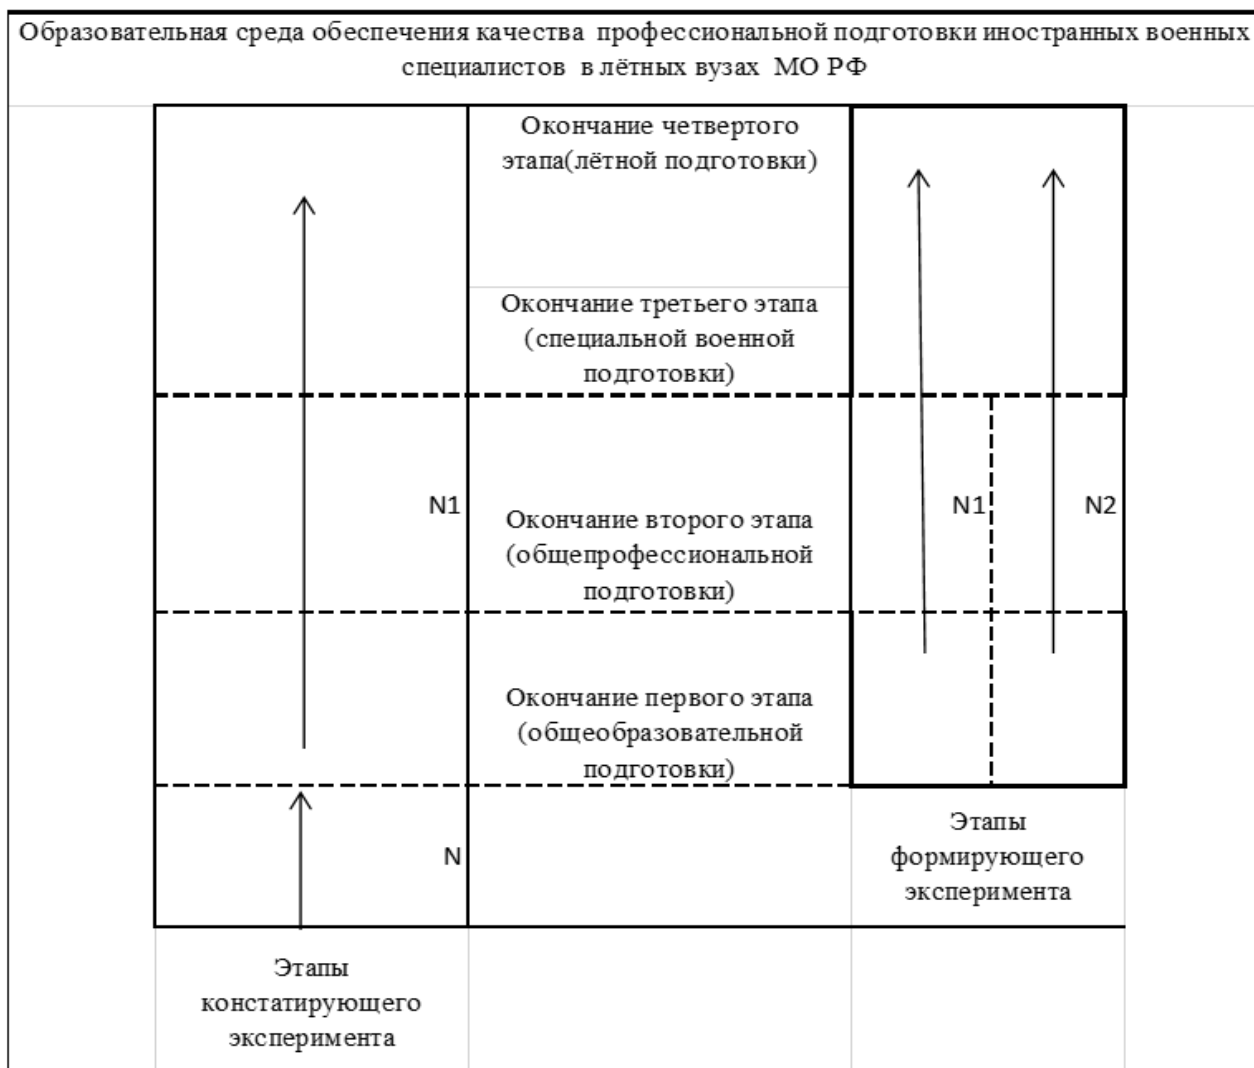 Образовательная среда обеспечения качества профессиональной подготовки иностранных военных
специалистов в лётных вузах МО РФ
Окончание четвертого
этапа(лётной подготовки)
Окончание третьего этапа
(специальной военной
подготовки)
N1
Окончание второго этапа
(общепрофессиональной
подготовки)
N1
N2
Окончание первого этапа
(общеобразовательной
подготовки)
N
Этапы
формирующего
эксперимента
Этапы
констатирующего
эксперимента